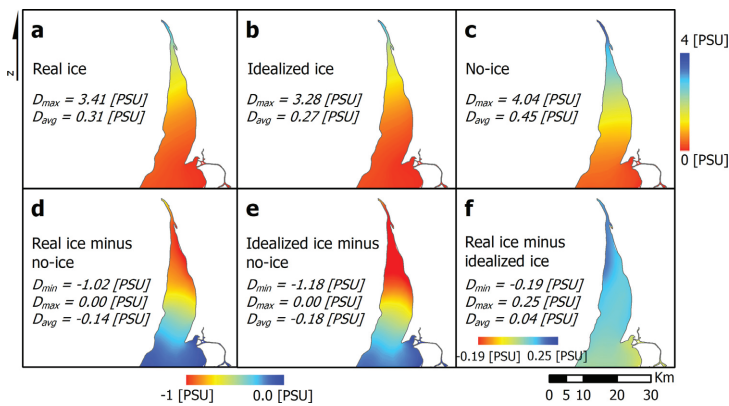 a
Real ice
Dmax = 3.41 [PSU]
Davg = 0.31 [PSU]
b
Idealized ice
Dmax = 3.28 [PSU]
Davg = 0.27 [PSU]
c
No-ice
Dmax = 4.04 [PSU]
Davg = 0.45 [PSU]
4 [PSU]
0 [PSU]
N
d
Real ice minus
no-ice
Dmin = -1.02 [PSU]
Dmax = 0.00 [PSU]
Davg = -0.14 [PSU]
e
Idealized ice minus
no-ice
Dmin = -1.18 [PSU]
Dmax = 0.00 [PSU]
Davg = -0.18 [PSU]
f
Real ice minus
idealized ice
Dmin = -0.19 [PSU]
Dmax = 0.25 [PSU]
Davg = 0.04 [PSU]
-0.19 [PSU] 0.25 [PSU]
-1 [PSU] 0.0 [PSU]
Km
0 5 10 20 30